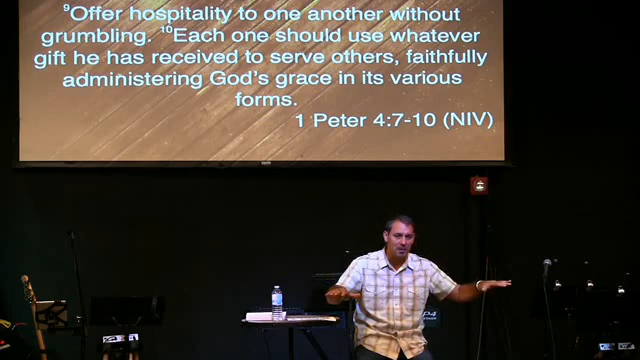 ⁹Offer hospitality to one another without
grumbling. ¹⁰Each one should use whatever
gift he has received to serve others, faithfully
administering God's grace in its various
forms.
1 Peter 4:7-10 (NIV)